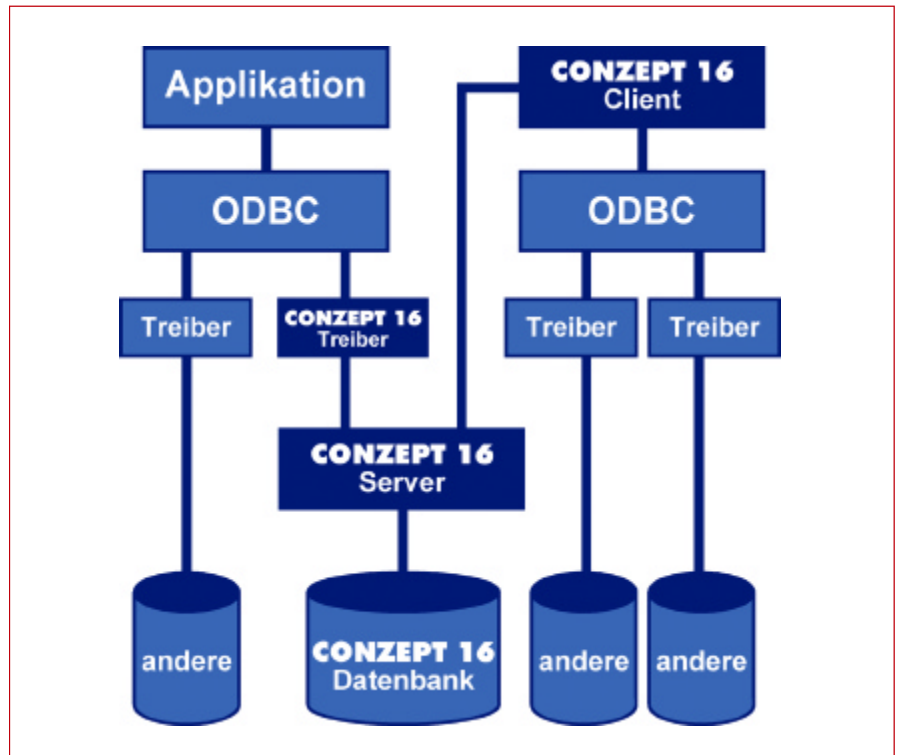 Applikation
CONZEPT 16
Client
ODBC
ODBC
Treiber
CONZEPT 16
Treiber
Treiber
Treiber
CONZEPT 16
Server
andere
CONZEPT 16
Datenbank
andere
andere